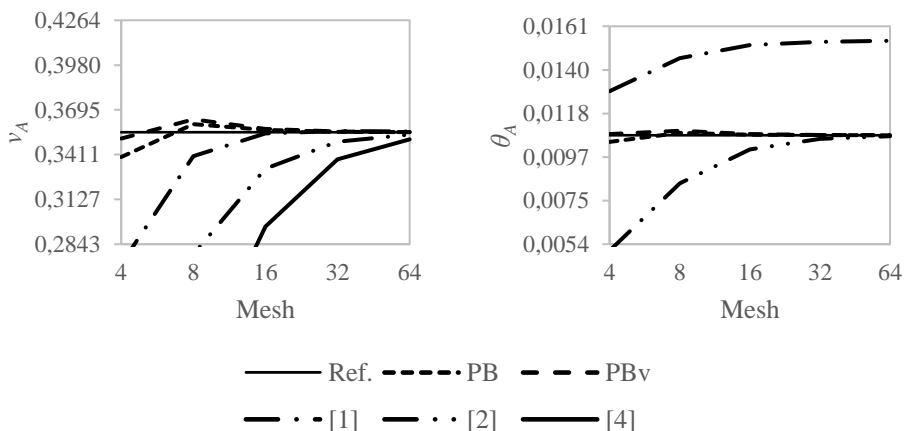 0,4264
0,3980
0,3695
0,3411
0,3127
0,2843
v_A
4 8 16 32 64
Mesh
0,0161
0,0140
0,0118
0,0097
0,0075
0,0054
θ_A
4 8 16 32 64
Mesh
Ref. PB PBv
[1] [2] [4]